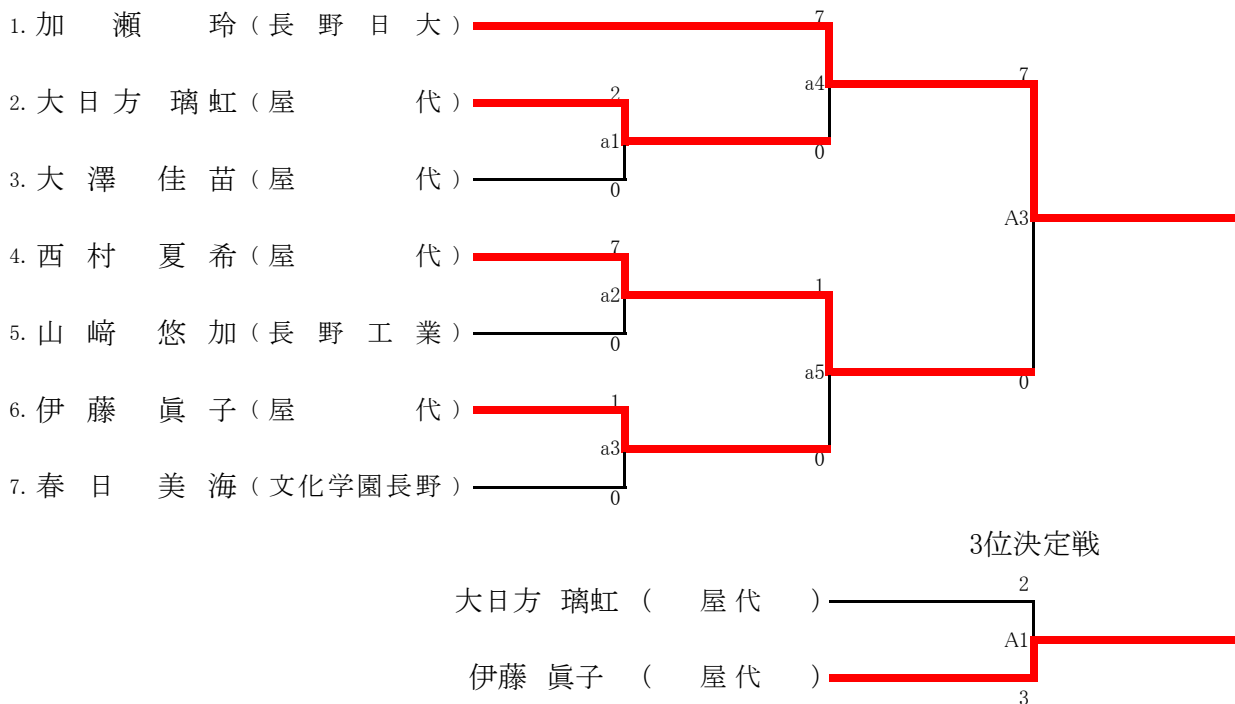 7
1. 加 瀬 玲 ( 長 野 日 大 )
7
a4
2. 大 日 方 璃 虹 ( 屋 代 )
2
a1
0
3. 大 澤 佳 苗 ( 屋 代 )
0
A3
4. 西 村 夏 希 ( 屋 代 )
7
a2
1
5. 山 﨑 悠 加 ( 長 野 工 業 )
0
a5
0
6. 伊 藤 眞 子 ( 屋 代 )
1
a3
0
7. 春 日 美 海 ( 文化学園長野 )
0
3位決定戦
2
大日方 璃虹 ( 屋代 )
A1
伊藤 眞子 ( 屋代 )
3